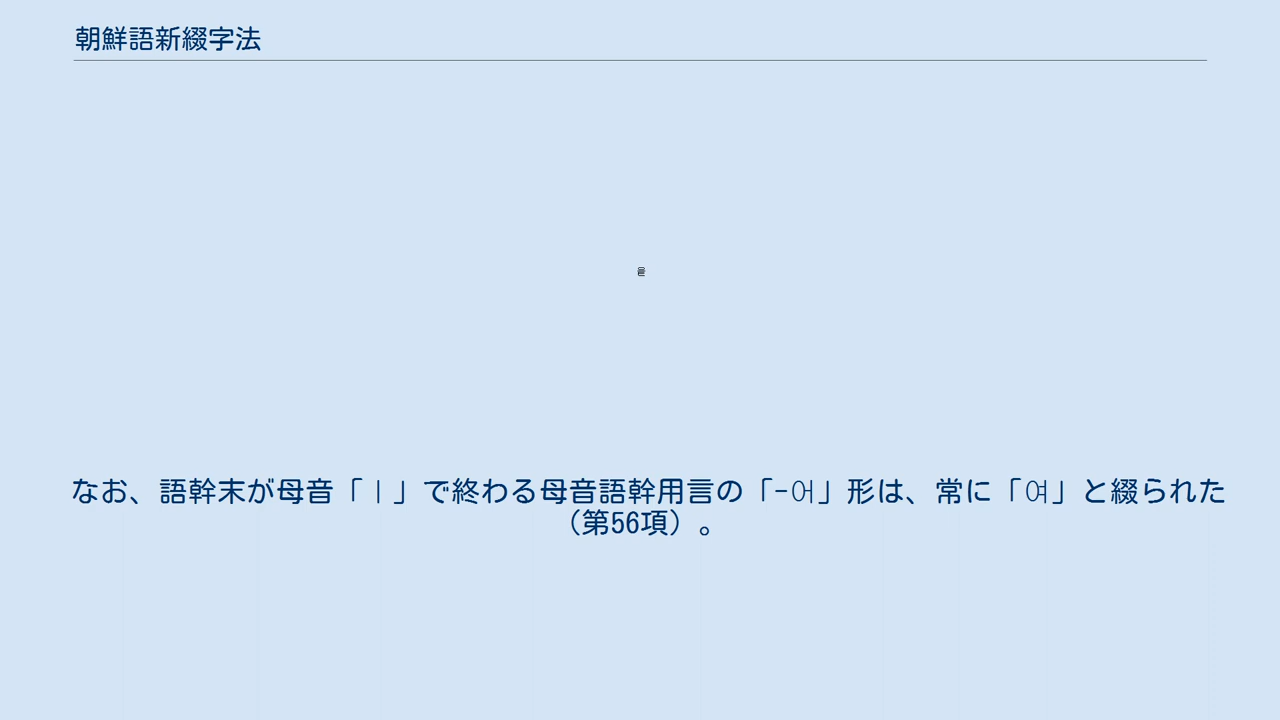 朝鮮語新綴字法
なお、語幹末が母音「ㅣ」で終わる母音語幹用言の「-어」形は、常に「여」と綴られた
（第56項）。